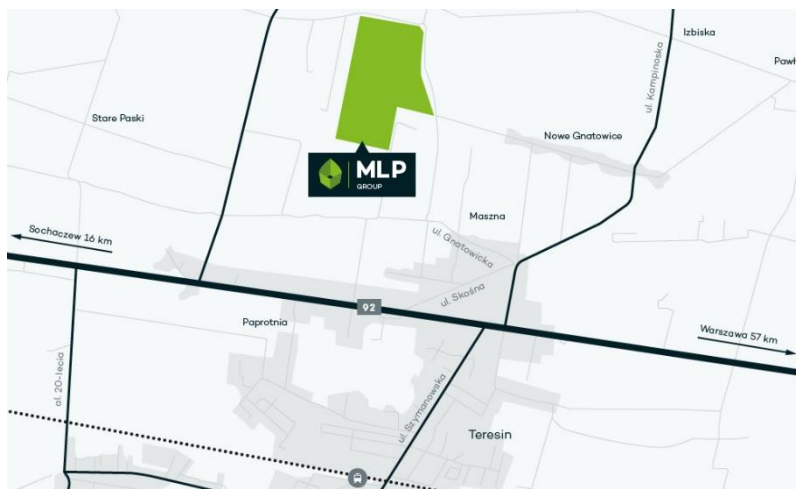 Izbiska
ul. Kampinoska
Stare Paski
Nowe Gnatowice
MLP
GROUP
Maszna
ul. Gnatowicka
Sochaczew 16 km
ul. Skośna
92
Paprotnia
Warszawa 57 km
al. 20-lecia
ul. Szymanowska
Teresin